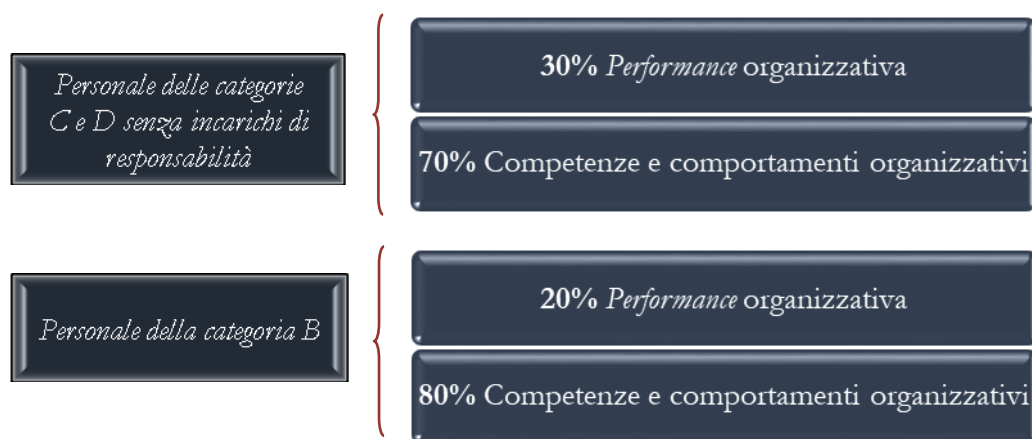 Personale delle categorie
C e D senza incarichi di
responsabilità
30% Performance organizzativa
70% Competenze e comportamenti organizzativi
Personale della categoria B
20% Performance organizzativa
80% Competenze e comportamenti organizzativi